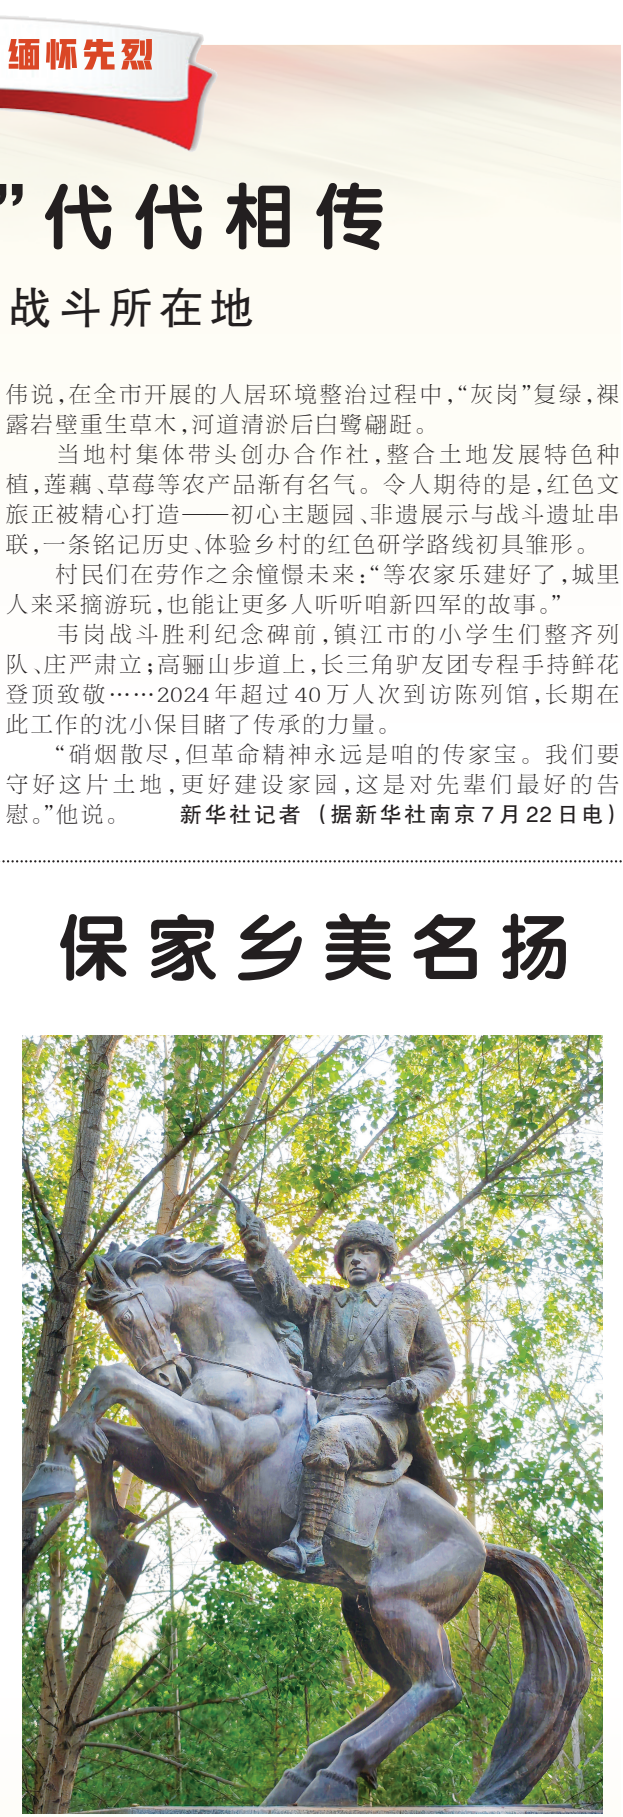 缅怀先烈
”代代相传
战斗所在地
伟说，在全市开展的人居环境整治过程中，“灰岗”复绿，裸
露岩壁重生草木，河道清淤后白鹭翩跹。
当地村集体带头创办合作社，整合土地发展特色种
植，莲藕、草莓等农产品渐有名气。令人期待的是，红色文
旅正被精心打造——初心主题园、非遗展示与战斗遗址串
联，一条铭记历史、体验乡村的红色研学路线初具雏形。
村民们在劳作之余憧憬未来：“等农家乐建好了，城里
人来采摘游玩，也能让更多人听听咱新四军的故事。”
韦岗战斗胜利纪念碑前，镇江市的小学生们整齐列
队、庄严肃立；高骊山步道上，长三角驴友团专程手持鲜花
登顶致敬……2024年超过40万人次到访陈列馆，长期在
此工作的沈小保目睹了传承的力量。
“硝烟散尽，但革命精神永远是咱的传家宝。我们要
守好这片土地，更好建设家园，这是对先辈们最好的告
慰。”他说。 新华社记者 （据新华社南京7月22日电）
保家乡美名扬